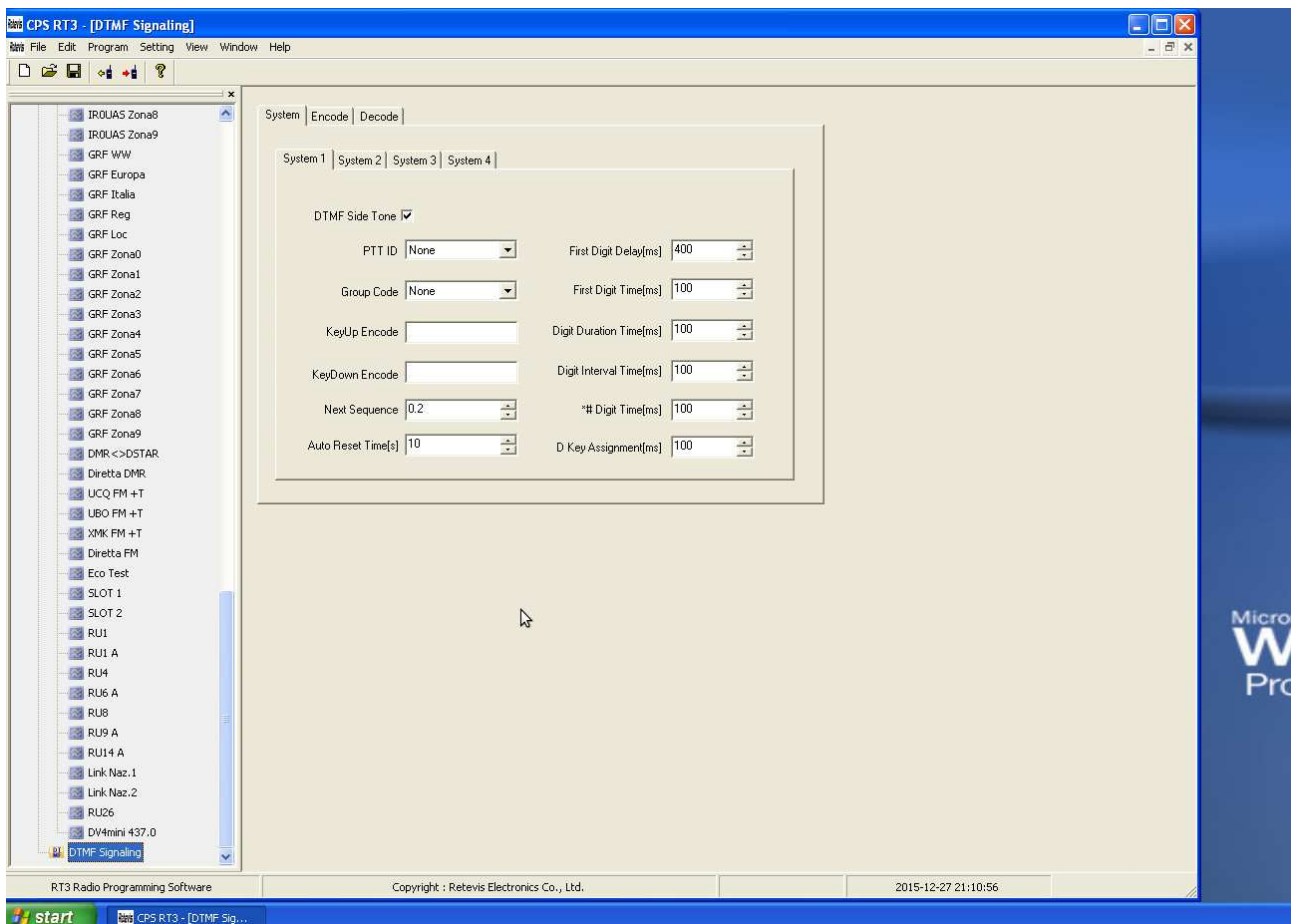 CPS RT3 - [DTMF Signaling]
File Edit Program Setting View Window Help
IR0UAS Zona8
IR0UAS Zona9
GRF WW
GRF Europa
GRF Italia
GRF Reg
GRF Loc
GRF Zona0
GRF Zona1
GRF Zona2
GRF Zona3
GRF Zona4
GRF Zona5
GRF Zona6
GRF Zona7
GRF Zona8
GRF Zona9
DMR<>DSTAR
Diretta DMR
UCQ FM +T
UBO FM +T
XMK FM +T
Diretta FM
Eco Test
SLOT 1
SLOT 2
RU1
RU1 A
RU4
RU6 A
RU8
RU9 A
RU14 A
Link Naz.1
Link Naz.2
RU26
DV4mini 437.0
DTMF Signaling
System Encode Decode
System 1 System 2 System 3 System 4
DTMF Side Tone
PTT ID None First Digit Delay[ms] 400
Group Code None First Digit Time[ms] 100
KeyUp Encode Digit Duration Time[ms] 100
KeyDown Encode Digit Interval Time[ms] 100
Next Sequence 0.2 *# Digit Time[ms] 100
Auto Reset Time[s] 10 D Key Assignment[ms] 100
Micro
W
Pro
RT3 Radio Programming Software Copyright : Retevis Electronics Co., Ltd. 2015-12-27 21:10:56
start CPS RT3 - [DTMF Sig...